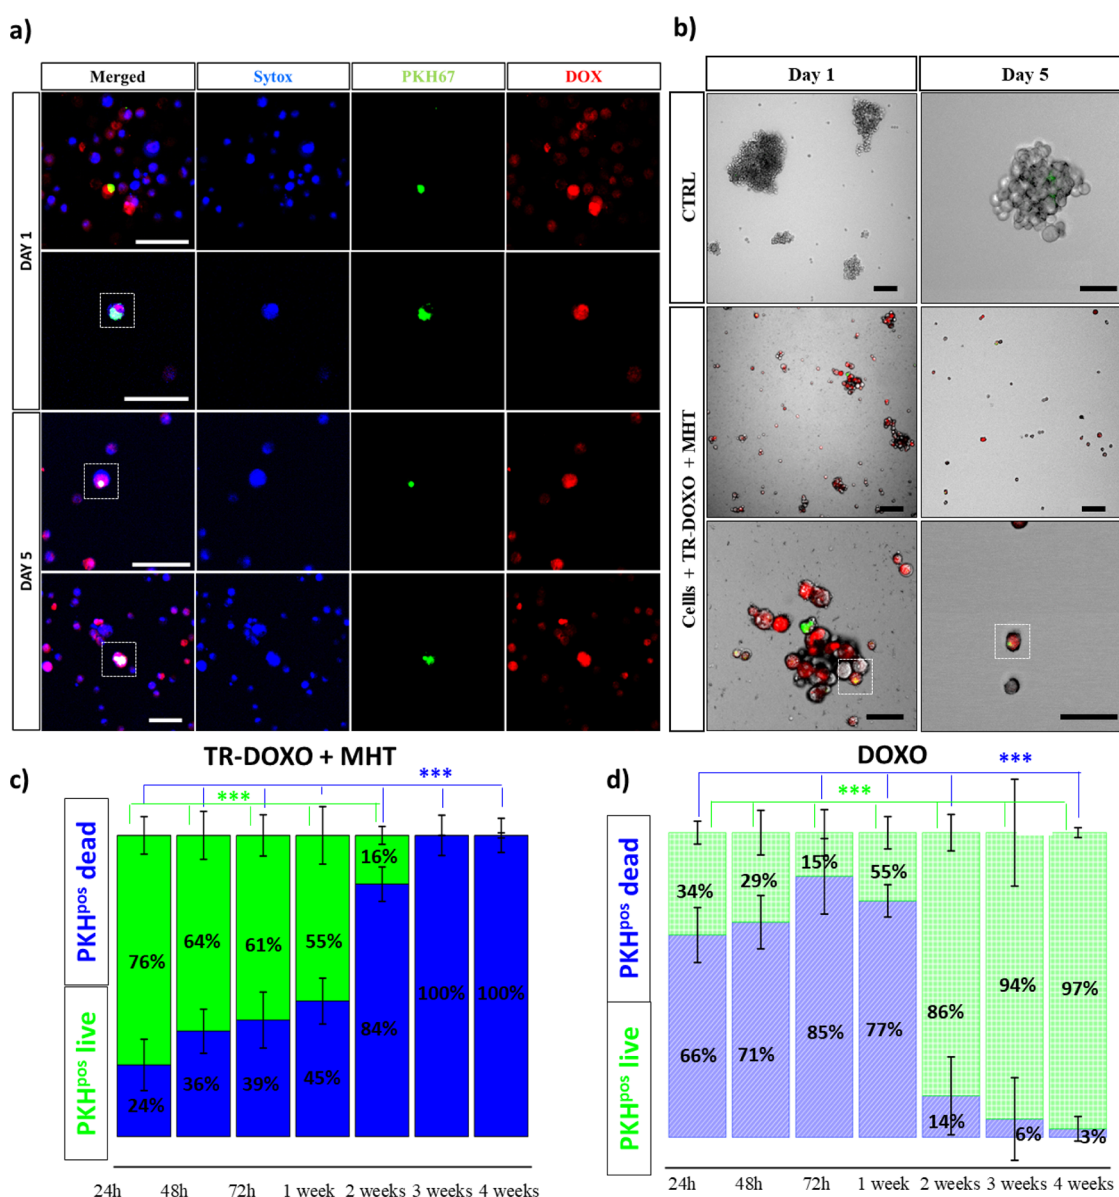 a)
Merged Sytox PKH67 DOX
DAY 1
DAY 5
b)
Day 1 Day 5
CTRL
Cellls + TR-DOXO + MHT
c)
TR-DOXO + MHT
***
***
PKHpos dead
PKHpos live
76% 64% 61% 55% 16%
24% 36% 39% 45% 84% 100% 100%
24h 48h 72h 1 week 2 weeks 3 weeks 4 weeks
d)
DOXO
***
***
PKHpos dead
PKHpos live
34% 29% 15% 55% 86% 94% 97%
66% 71% 85% 77% 14% 6% 3%
24h 48h 72h 1 week 2 weeks 3 weeks 4 weeks